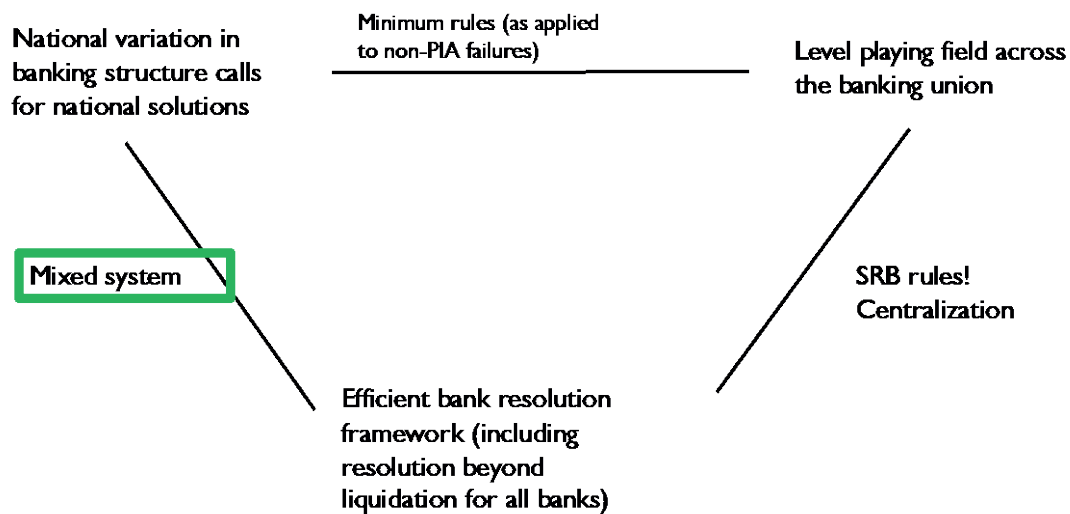 National variation in
banking structure calls
for national solutions
Minimum rules (as applied
to non-PIA failures)
Level playing field across
the banking union
Mixed system
SRB rules!
Centralization
Efficient bank resolution
framework (including
resolution beyond
liquidation for all banks)